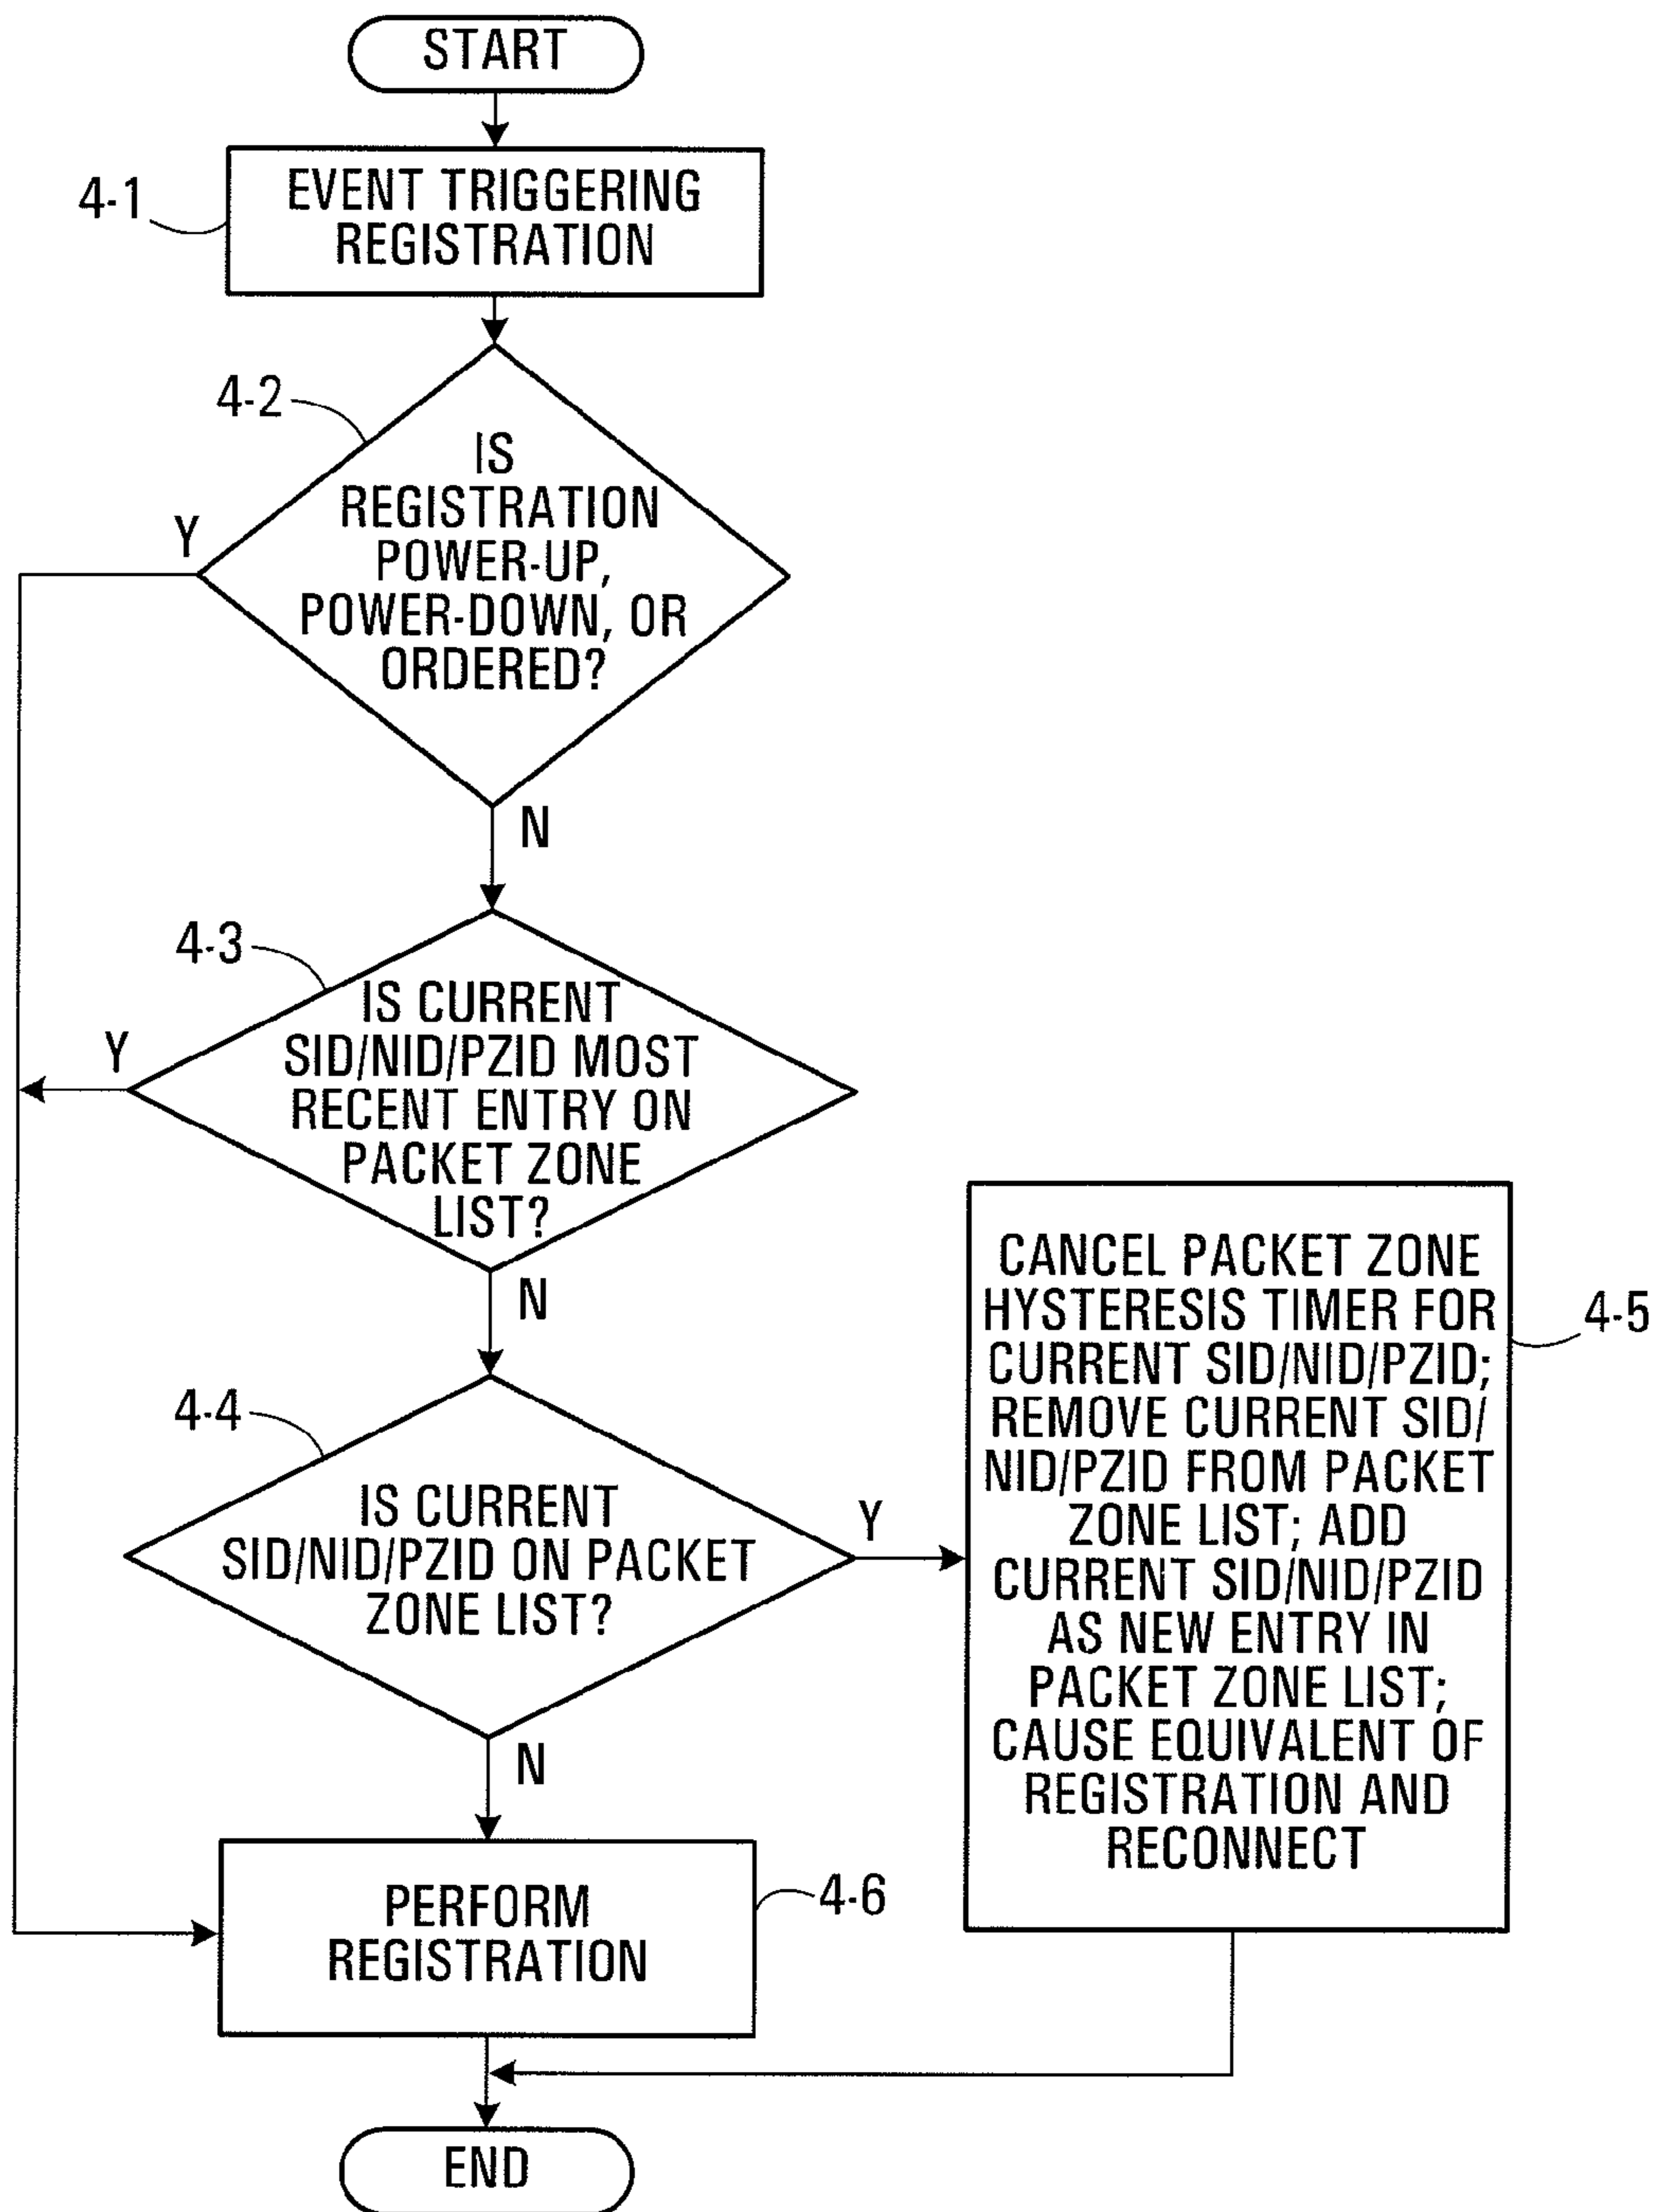 START
4-1
EVENT TRIGGERING
REGISTRATION
4-2
IS
REGISTRATION
POWER-UP,
POWER-DOWN, OR
ORDERED?
Y
N
4-3
IS CURRENT
SID/NID/PZID MOST
RECENT ENTRY ON
PACKET ZONE
LIST?
Y
N
4-4
IS CURRENT
SID/NID/PZID ON PACKET
ZONE LIST?
Y
N
CANCEL PACKET ZONE
HYSTERESIS TIMER FOR
CURRENT SID/NID/PZID;
REMOVE CURRENT SID/
NID/PZID FROM PACKET
ZONE LIST; ADD
CURRENT SID/NID/PZID
AS NEW ENTRY IN
PACKET ZONE LIST;
CAUSE EQUIVALENT OF
REGISTRATION AND
RECONNECT
4-5
PERFORM
REGISTRATION
4-6
END